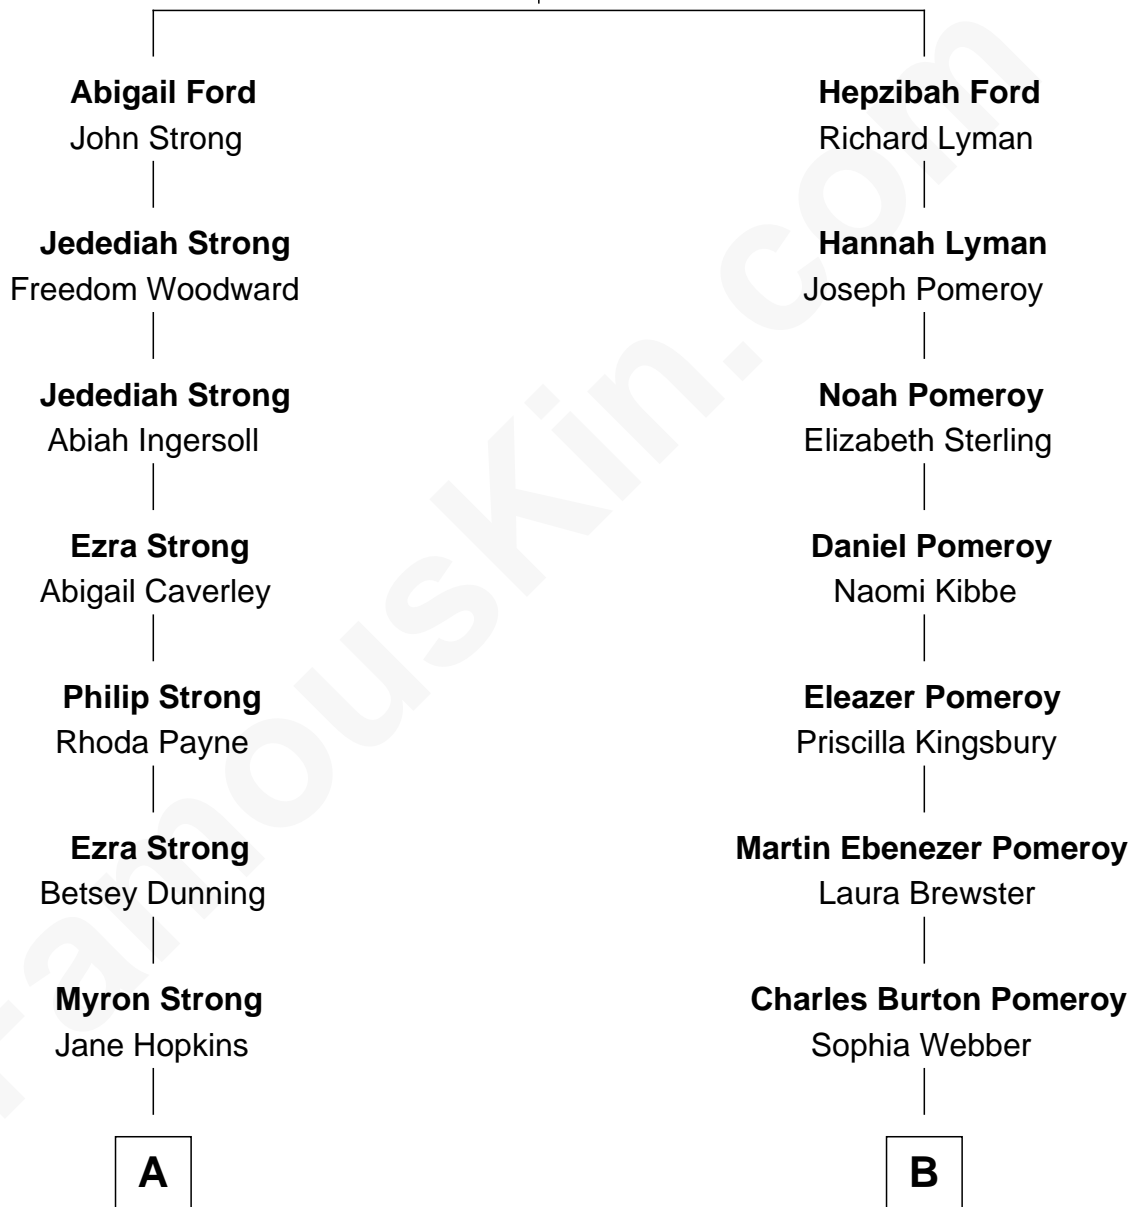 Abigail Ford
John Strong
Jedediah Strong
Freedom Woodward
Jedediah Strong
Abiah Ingersoll
Ezra Strong
Abigail Caverley
Philip Strong
Rhoda Payne
Ezra Strong
Betsey Dunning
Myron Strong
Jane Hopkins
A
Hepzibah Ford
Richard Lyman
Hannah Lyman
Joseph Pomeroy
Noah Pomeroy
Elizabeth Sterling
Daniel Pomeroy
Naomi Kibbe
Eleazer Pomeroy
Priscilla Kingsbury
Martin Ebenezer Pomeroy
Laura Brewster
Charles Burton Pomeroy
Sophia Webber
B
FamousKin.com